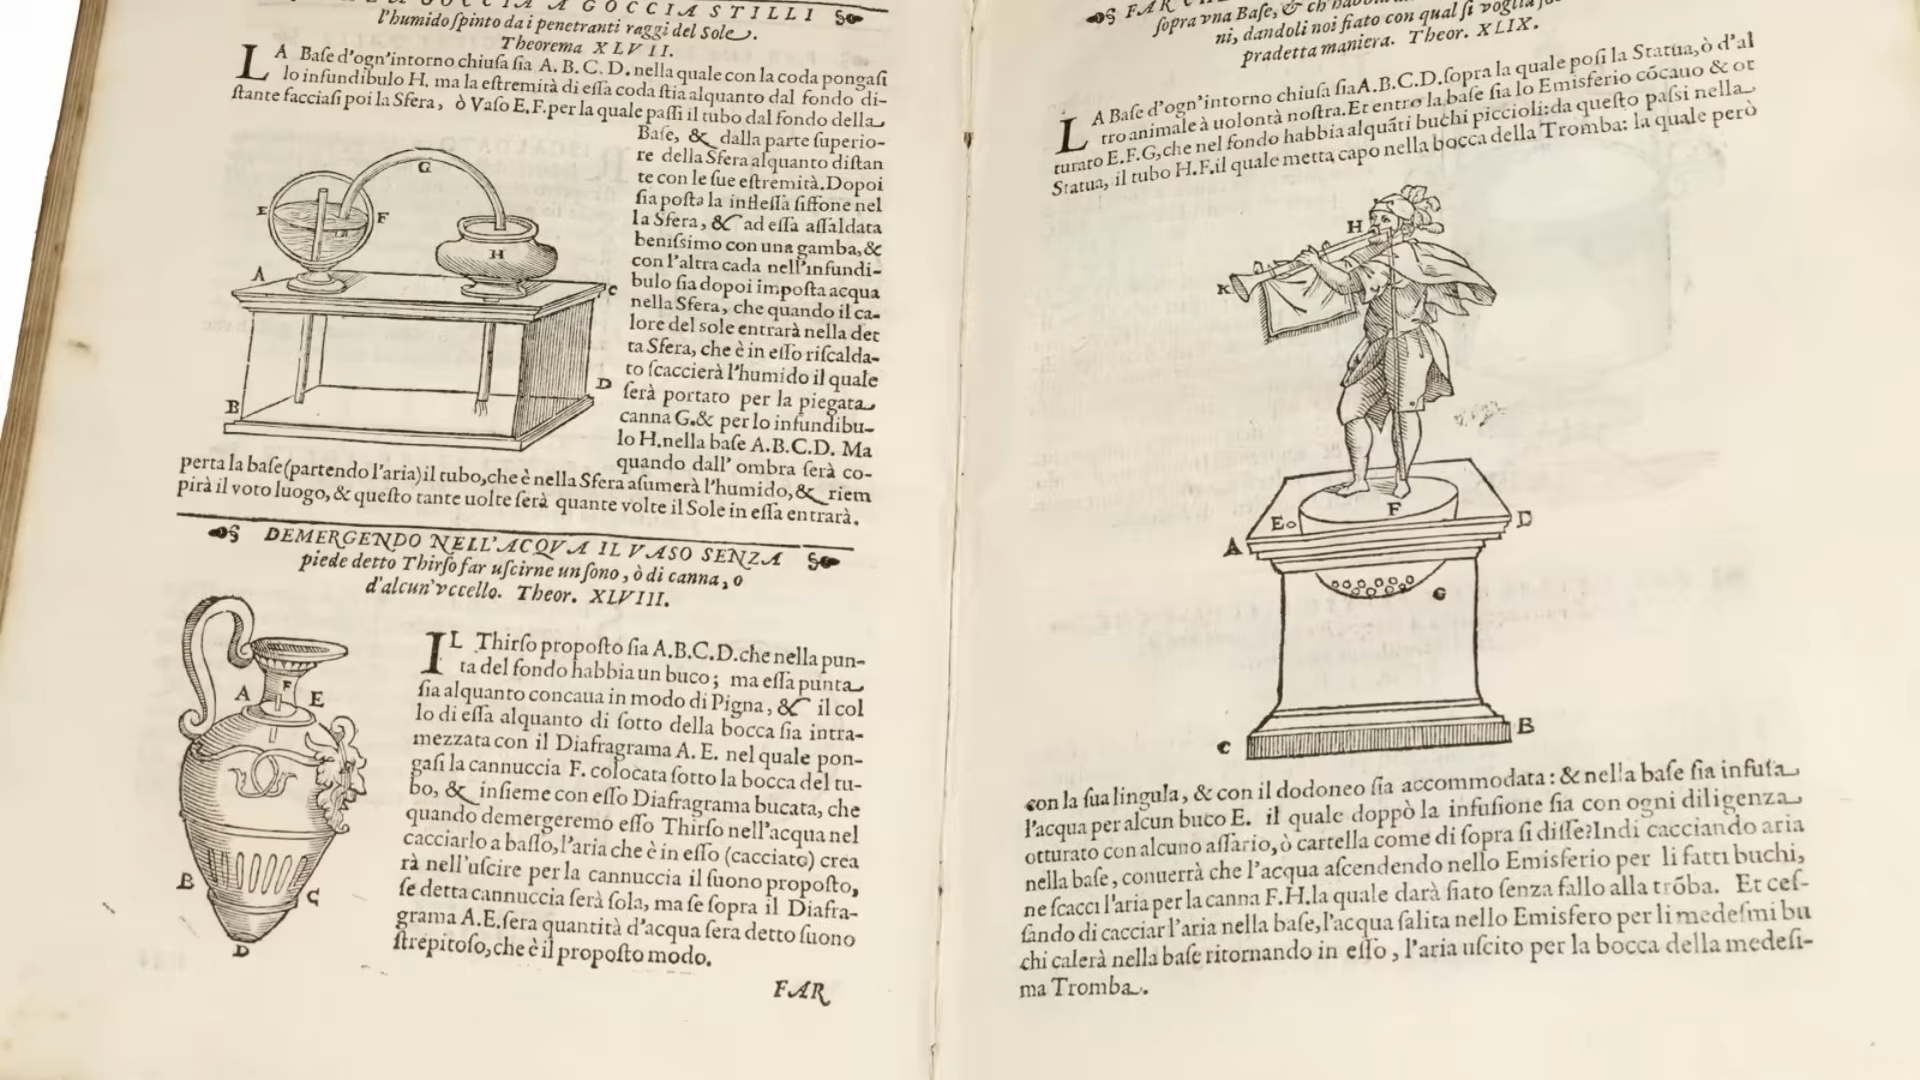 A GOCCIA STILLI
l'humido ſpinto da i penetranti raggi del Sole.
Theorema XLVII.
LA Baſe d'ogn'intorno chiuſa ſia A. B. C. D. nella quale con la coda pongaſi
lo infundibulo H. ma la eſtremità di eſſa coda ſtia alquanto dal fondo di-
ſtante facciaſi poi la Sfera, ò Vaſo E.F. per la quale paſſi il tubo dal fondo della
Baſe, & dalla parte ſuperio-
re della Sfera alquanto diſtan
te con le ſue eſtremità. Dopoi
ſia poſta la infleſſa ſiffone nel
la Sfera, & ad eſſa aſſaldata
beniſsimo con una gamba, &
con l'altra cada nell'infundi-
bulo ſia dopoi impoſta acqua
nella Sfera, che quando il ca-
lore del sole entrarà nella det
ta Sfera, che è in eſſo riſcalda-
to ſcaccierà l'humido il quale
ſerà portato per la piegata
canna G. & per lo infundibu-
lo H. nella baſe A.B.C.D. Ma
quando dall' ombra ſerà co-
perta la baſe (partendo l'aria) il tubo, che è nella Sfera aſumerà l'humido, & riem
pirà il voto luogo, & queſto tante uolte ſerà quante volte il Sole in eſſa entrarà.
E F G H A C B D
DEMERGENDO NELL'ACQVA IL VASO SENZA
piede detto Thirſo far uſcirne un ſono, ò di canna, o
d'alcun'vccello. Theor. XLVIII.
IL Thirſo propoſto ſia A.B.C.D. che nella pun-
ta del fondo habbia un buco; ma eſſa punta
ſia alquanto concaua in modo di Pigna, & il col
lo di eſſa alquanto di ſotto della bocca ſia intra-
mezzata con il Diafragrama A. E. nel quale pon-
gaſi la cannuccia F. colocata ſotto la bocca del tu-
bo, & inſieme con eſſo Diafragrama bucata, che
quando demergeremo eſſo Thirſo nell'acqua nel
cacciarlo a baſſo, l'aria che è in eſſo (cacciato) crea
rà nell'uſcire per la cannuccia il ſuono propoſto,
ſe detta cannuccia ſerà ſola, ma ſe ſopra il Diafra-
grama A.E. ſera quantità d'acqua ſera detto ſuono
ſtrepitoſo, che è il propoſto modo.
A F E B C D
FAR
FAR
ſopra vna Baſe, &
ni, dandoli noi fiato con qual ſi voglia
pradetta maniera. Theor. XLIX.
LA Baſe d'ogn'intorno chiuſa ſia A.B.C.D. ſopra la quale poſi la Statua, ò d'al
tro animale à uolontà noſtra. Et entro la baſe ſia lo Emisferio cōcauo & ot
turato E.F.G, che nel fondo habbia alquāti buchi piccioli: da queſto paſsi nella
Statua, il tubo H.F. il quale metta capo nella bocca della Tromba: la quale però
H K E F D A G C B
con la ſua lingula, & con il dodoneo ſia accommodata: & nella baſe ſia infuſa
l'acqua per alcun buco E. il quale doppò la infuſione ſia con ogni diligenza
otturato con alcuno aſſario, ò cartella come di ſopra ſi diſſe? Indi cacciando aria
nella baſe, conuerrà che l'acqua aſcendendo nello Emisferio per li fatti buchi,
ne ſcacci l'aria per la canna F.H. la quale darà fiato ſenza fallo alla trōba. Et ceſ-
ſando di cacciar l'aria nella baſe, l'acqua ſalita nello Emisfero per li medeſmi bu
chi calerà nella baſe ritornando in eſſo, l'aria uſcito per la bocca della medeſi-
ma Tromba.